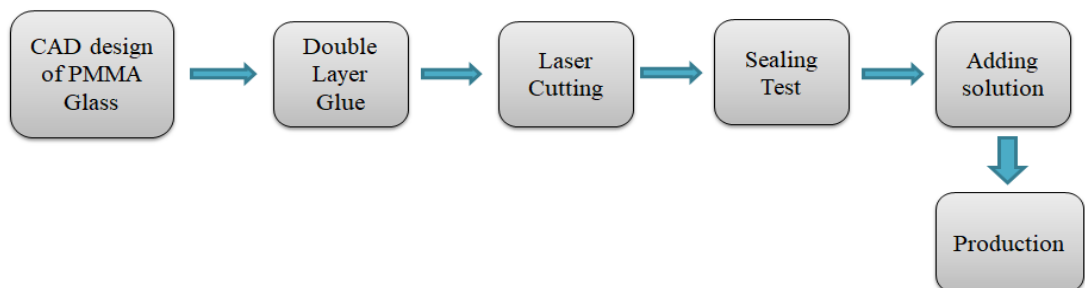 CAD design
of PMMA
Glass
Double
Layer
Glue
Laser
Cutting
Sealing
Test
Adding
solution
Production